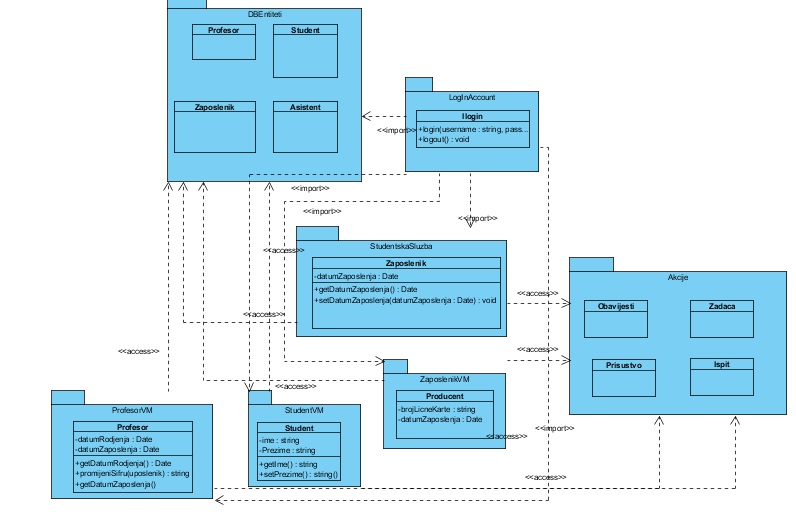 DBEntiteti
Profesor
Student
Zaposlenik
Asistent
LogInAccount
Ilogin
+login(username : string, pass...
+logout() : void
<<import>>
<<import>>
<<import>>
<<import>>
StudentskaSluzba
Zaposlenik
-datumZaposlenja : Date
+getDatumZaposlenja() : Date
+setDatumZaposlenja(datumZaposlenja : Date) : void
<<access>>
<<access>>
<<access>>
Akcije
Obavijesti
Zadaca
Prisustvo
Ispit
<<access>>
<<access>>
<<access>>
ZaposlenikVM
Producent
-brojLicneKarte : string
-datumZaposlenja : Date
<<access>>
<<import>>
<<access>>
ProfesorVM
Profesor
-datumRodjenja : Date
-datumZaposlenja : Date
+getDatumRodjenja() : Date
+promijeniSifru(uposlenik) : string
+getDatumZaposlenja()
StudentVM
Student
-ime : string
-Prezime : string
+getIme() : string
+setPrezime() : string()